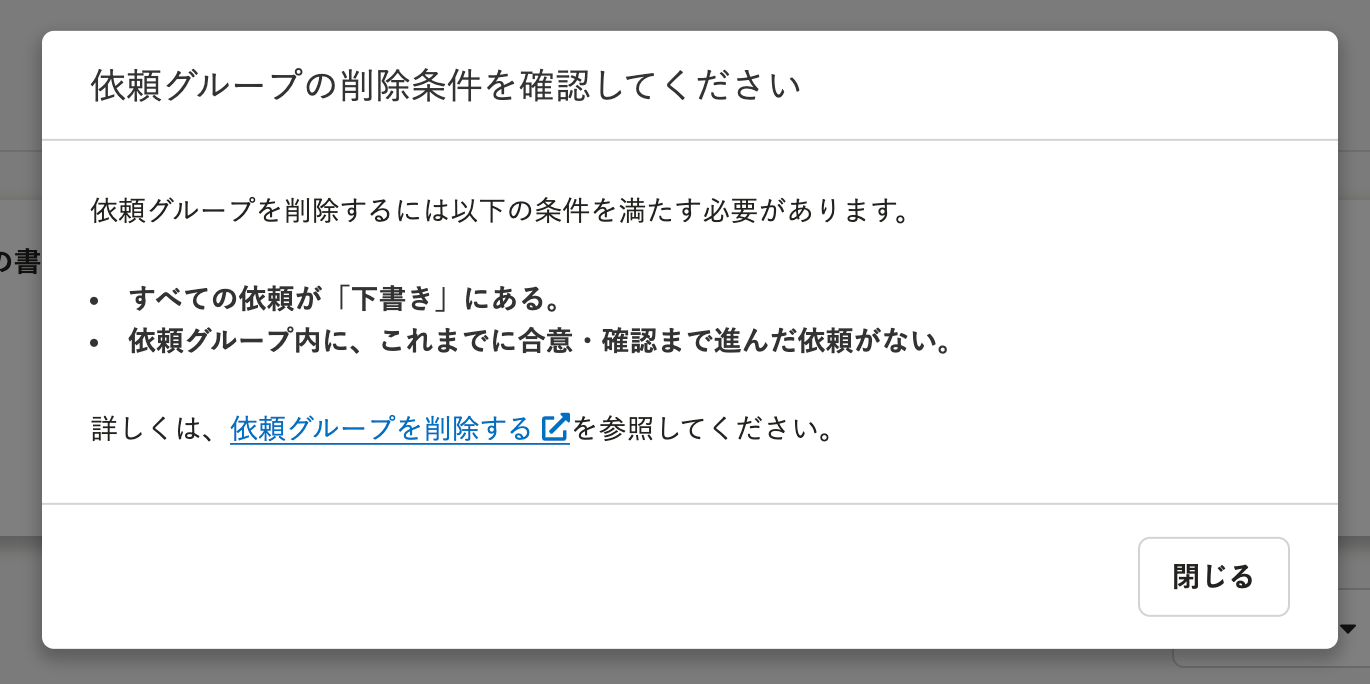 依頼グループの削除条件を確認してください
依頼グループを削除するには以下の条件を満たす必要があります。
の書
• すべての依頼が「下書き」にある。
• 依頼グループ内に、これまでに合意・確認まで進んだ依頼がない。
詳しくは、依頼グループを削除するを参照してください。
閉じる